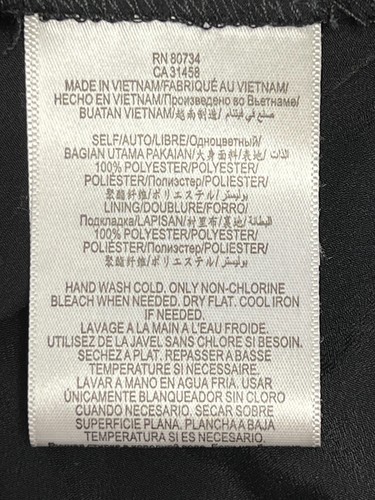 RN 80734
CA 31458
MADE IN VIETNAM/FABRIQUÉ AU VIETNAM/
HECHO EN VIETNAM/Произведено во Вьетнаме/
BUATAN VIETNAM/越南制造/ صنع في فيتنام/
SELF/AUTO/LIBRE/Одноцветный/
BAGIAN UTAMA PAKAIAN/大身面料/表地/ الذات/
100% POLYESTER/POLYESTER/
POLIÉSTER/Полиэстер/POLIESTER/
聚酯纤维/ポリエステル/ بوليستر/
LINING/DOUBLURE/FORRO/
Подкладка/LAPISAN/衬里布/裏地/ البطانة/
100% POLYESTER/POLYESTER/
POLIÉSTER/Полиэстер/POLIESTER/
聚酯纤维/ポリエステル/ بوليستر
HAND WASH COLD. ONLY NON-CHLORINE
BLEACH WHEN NEEDED. DRY FLAT. COOL IRON
IF NEEDED.
LAVAGE A LA MAIN A L'EAU FROIDE.
UTILISEZ DE LA JAVEL SANS CHLORE SI BESOIN.
SECHEZ A PLAT. REPASSER A BASSE
TEMPERATURE SI NECESSAIRE.
LAVAR A MANO EN AGUA FRIA. USAR
ÚNICAMENTE BLANQUEADOR SIN CLORO
CUANDO NECESARIO. SECAR SOBRE
SUPERFICIE PLANA. PLANCHA A BAJA
TEMPERATURA SI ES NECESARIO.